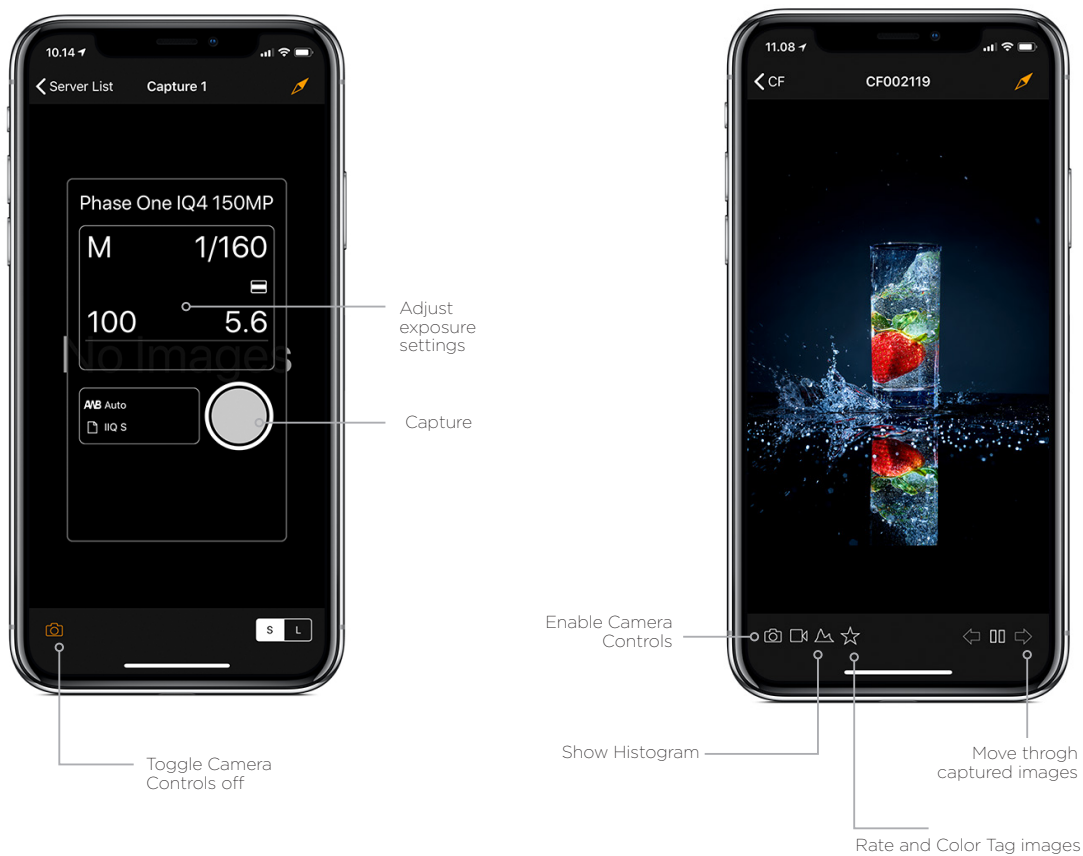 10.14
Server List
Capture 1
Phase One IQ4 150MP
M
1/160
100
5.6
No Images
AWB Auto
IIQ S
S
L
Adjust
exposure
settings
Capture
Toggle Camera
Controls off
11.08
CF
CF002119
Enable Camera
Controls
Show Histogram
Move throgh
captured images
Rate and Color Tag images